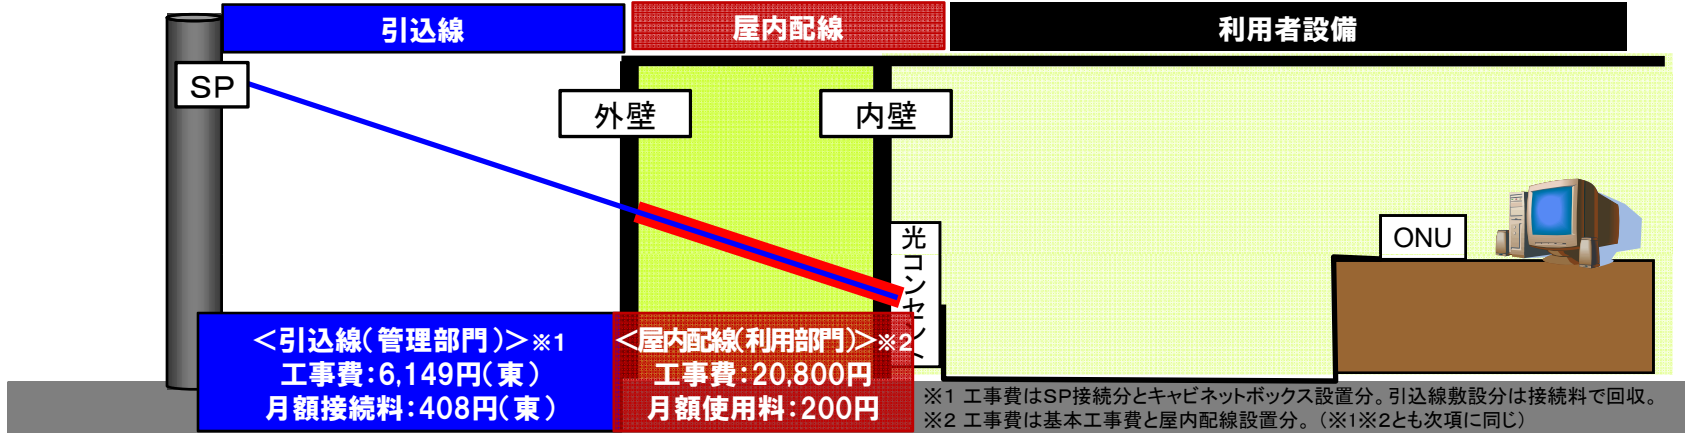 引込線
屋内配線
利用者設備
SP
外壁
内壁
光コンセント
ONU
<引込線(管理部門)>※1
工事費:6,149円(東)
月額接続料:408円(東)
<屋内配線(利用部門)>※2
工事費:20,800円
月額使用料:200円
※1 工事費はSP接続分とキャビネットボックス設置分。引込線敷設分は接続料で回収。
※2 工事費は基本工事費と屋内配線設置分。(※1※2とも次項に同じ)